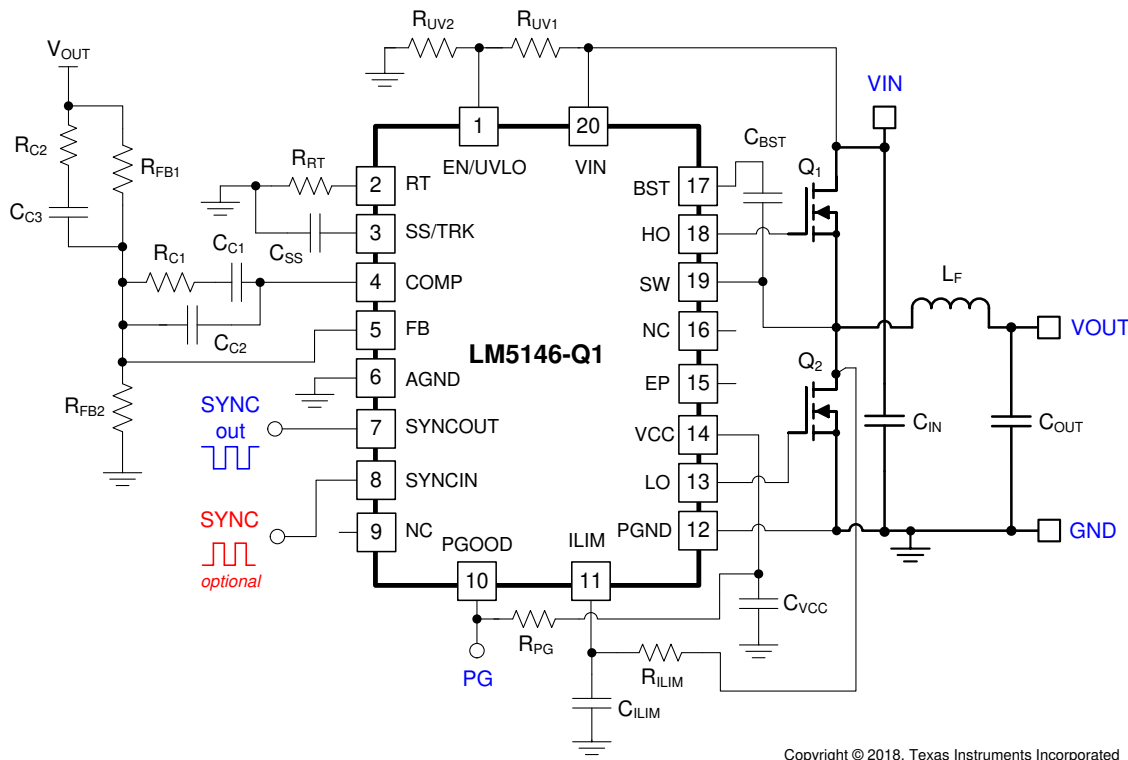 RUV2
RUV1
VOUT
VIN
1
20
CBST
RC2
RFB1
RRT
EN/UVLO
VIN
Q1
2
RT
BST
17
CC3
3
SS/TRK
HO
18
CSS
RC1
CC1
4
COMP
SW
19
LF
CC2
5
FB
NC
16
VOUT
LM5146-Q1
Q2
6
AGND
EP
15
RFB2
SYNC
out
7
SYNCOUT
VCC
14
CIN
COUT
8
SYNCIN
LO
13
SYNC
optional
9
NC
PGOOD
ILIM
PGND
12
GND
10
11
CVCC
RPG
PG
RILIM
CILIM
Copyright © 2018, Texas Instruments Incorporated